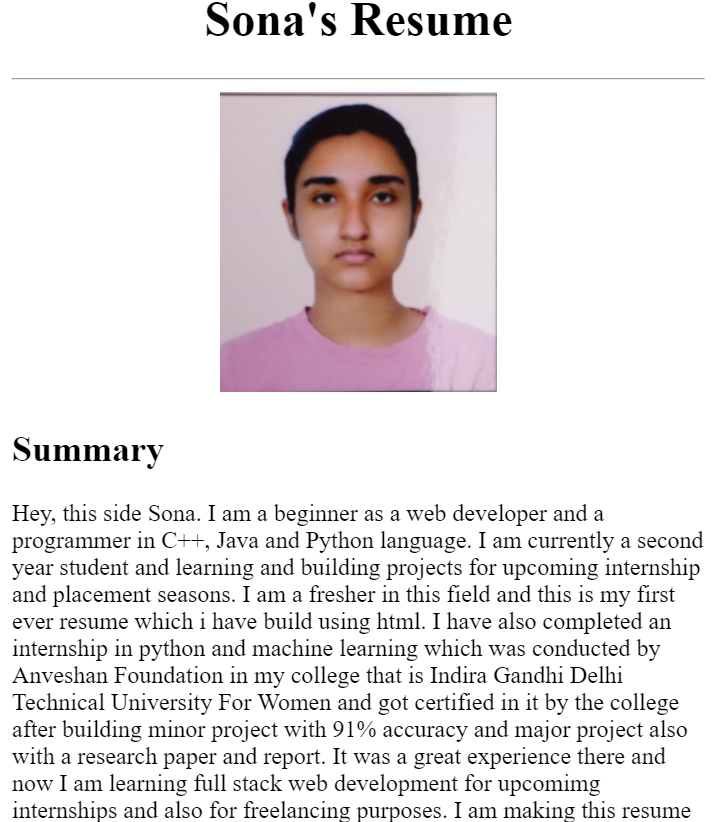 Sona's Resume
Summary
Hey, this side Sona. I am a beginner as a web developer and a
programmer in C++, Java and Python language. I am currently a second
year student and learning and building projects for upcoming internship
and placement seasons. I am a fresher in this field and this is my first
ever resume which i have build using html. I have also completed an
internship in python and machine learning which was conducted by
Anveshan Foundation in my college that is Indira Gandhi Delhi
Technical University For Women and got certified in it by the college
after building minor project with 91% accuracy and major project also
with a research paper and report. It was a great experience there and
now I am learning full stack web development for upcomimg
internships and also for freelancing purposes. I am making this resume